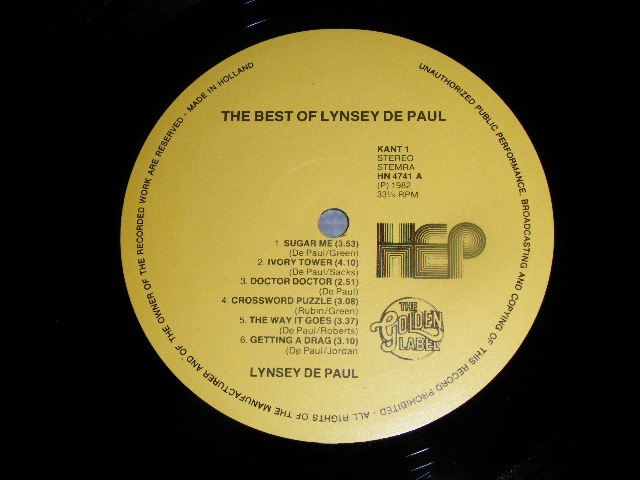 THE BEST OF LYNSEY DE PAUL
KANT 1
STEREO
STEMRA
HN 4741 A
(P) 1982
33⅓ RPM
HEP
1. SUGAR ME (3.53)
(De Paul/Green)
2. IVORY TOWER (4.10)
(De Paul/Sacks)
3. DOCTOR DOCTOR (2.51)
(De Paul)
4. CROSSWORD PUZZLE (3.08)
(Rubin/Green)
5. THE WAY IT GOES (3.37)
(De Paul/Roberts)
6. GETTING A DRAG (3.10)
(De Paul/Jordan
THE
GOLDEN
LABEL
LYNSEY DE PAUL
UNAUTHORIZED PUBLIC PERFORMANCE, BROADCASTING AND COPYING OF THIS RECORD PROHIBITED - ALL RIGHTS OF THE MANUFACTURER AND OF THE OWNER OF THE RECORDED WORK ARE RESERVED - MADE IN HOLLAND